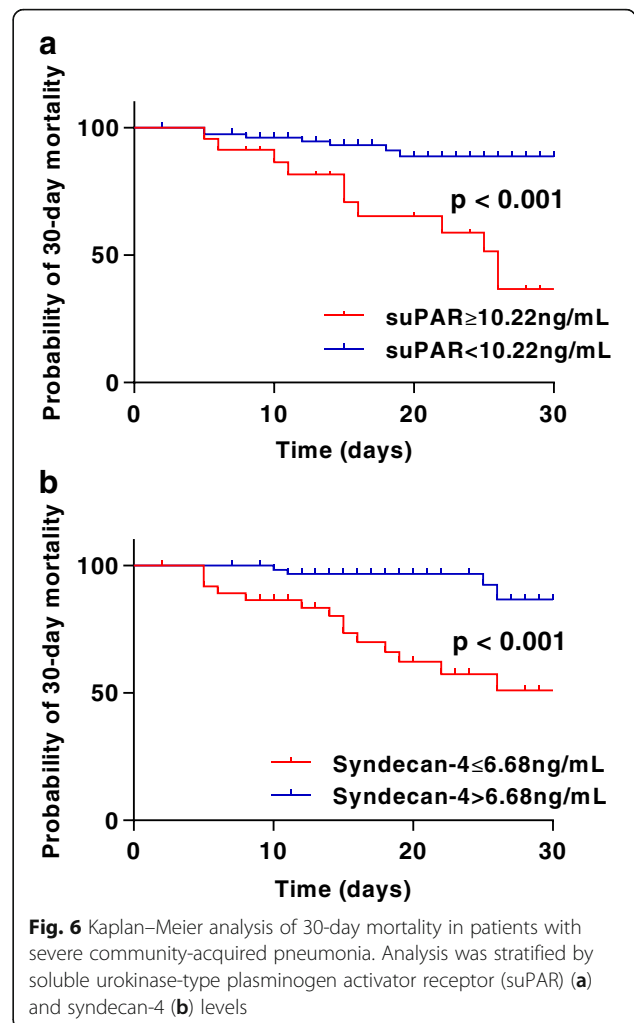 a
Probability of 30-day mortality
100
50
0
p < 0.001
suPAR≥10.22ng/mL
suPAR<10.22ng/mL
0 10 20 30
Time (days)
b
Probability of 30-day mortality
100
50
0
p < 0.001
Syndecan-4≤6.68ng/mL
Syndecan-4>6.68ng/mL
0 10 20 30
Time (days)
Fig. 6 Kaplan–Meier analysis of 30-day mortality in patients with
severe community-acquired pneumonia. Analysis was stratified by
soluble urokinase-type plasminogen activator receptor (suPAR) (a)
and syndecan-4 (b) levels